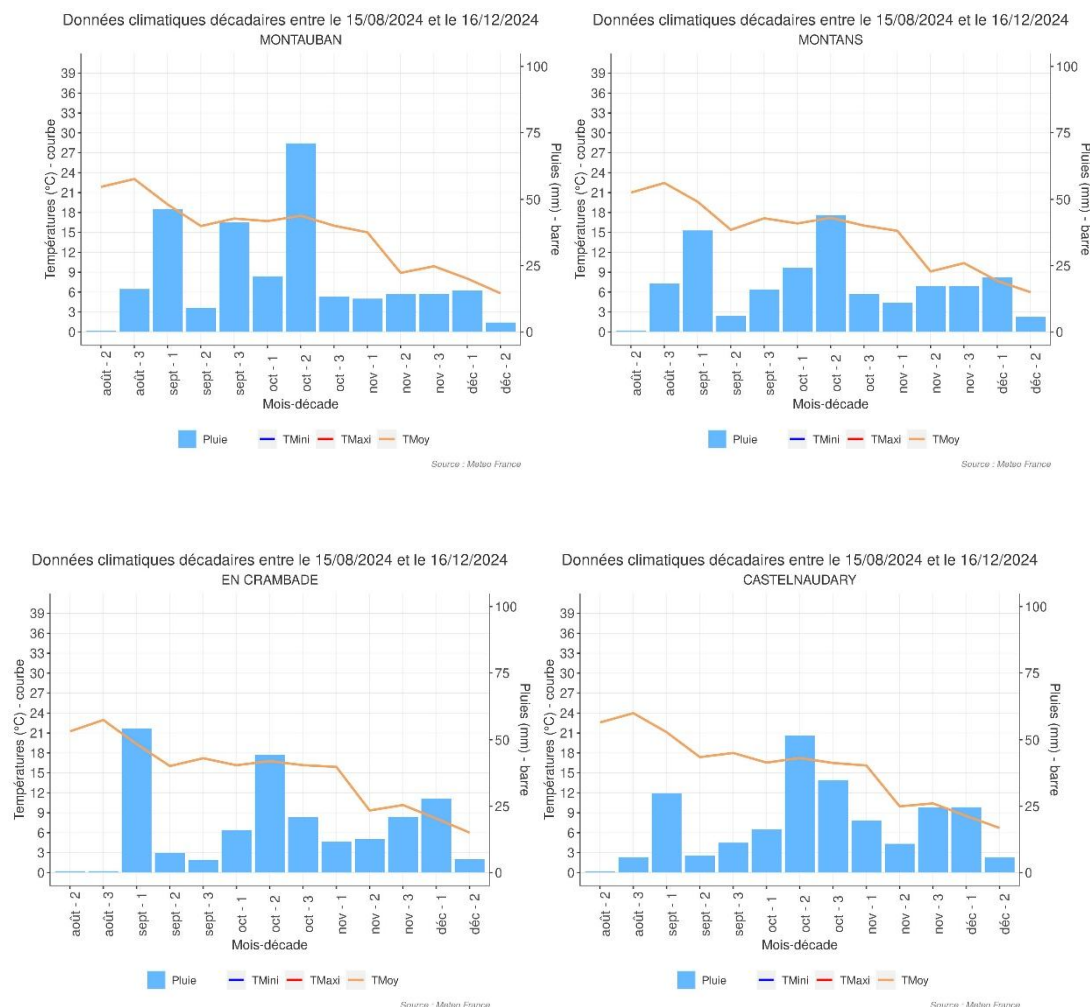 Données climatiques décadaires entre le 15/08/2024 et le 16/12/2024
MONTAUBAN
39
36
33
30
27
24
21
18
15
12
9
6
3
0
Températures (°C) - courbe
100
75
50
25
0
Pluies (mm) - barre
août - 2
août - 3
sept - 1
sept - 2
sept - 3
oct - 1
oct - 2
oct - 3
nov - 1
nov - 2
nov - 3
déc - 1
déc - 2
Mois-décade
Pluie TMini TMaxi TMoy
Source : Meteo France
Données climatiques décadaires entre le 15/08/2024 et le 16/12/2024
MONTANS
39
36
33
30
27
24
21
18
15
12
9
6
3
0
Températures (°C) - courbe
100
75
50
25
0
Pluies (mm) - barre
août - 2
août - 3
sept - 1
sept - 2
sept - 3
oct - 1
oct - 2
oct - 3
nov - 1
nov - 2
nov - 3
déc - 1
déc - 2
Mois-décade
Pluie TMini TMaxi TMoy
Source : Meteo France
Données climatiques décadaires entre le 15/08/2024 et le 16/12/2024
EN CRAMBADE
39
36
33
30
27
24
21
18
15
12
9
6
3
0
Températures (°C) - courbe
100
75
50
25
0
Pluies (mm) - barre
août - 2
août - 3
sept - 1
sept - 2
sept - 3
oct - 1
oct - 2
oct - 3
nov - 1
nov - 2
nov - 3
déc - 1
déc - 2
Mois-décade
Pluie TMini TMaxi TMoy
Source : Meteo France
Données climatiques décadaires entre le 15/08/2024 et le 16/12/2024
CASTELNAUDARY
39
36
33
30
27
24
21
18
15
12
9
6
3
0
Températures (°C) - courbe
100
75
50
25
0
Pluies (mm) - barre
août - 2
août - 3
sept - 1
sept - 2
sept - 3
oct - 1
oct - 2
oct - 3
nov - 1
nov - 2
nov - 3
déc - 1
déc - 2
Mois-décade
Pluie TMini TMaxi TMoy
Source : Meteo France